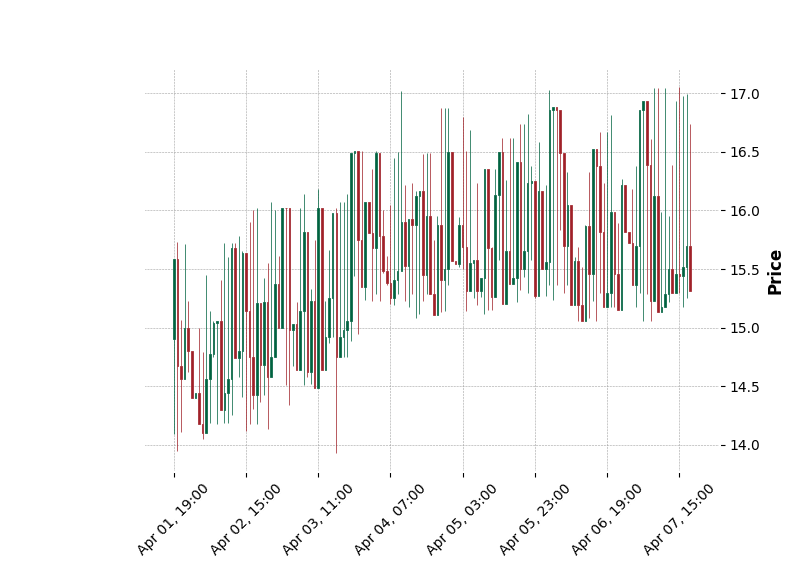 17.0
16.5
16.0
15.5
15.0
14.5
14.0
Price
Apr 01, 19:00
Apr 02, 15:00
Apr 03, 11:00
Apr 04, 07:00
Apr 05, 03:00
Apr 05, 23:00
Apr 06, 19:00
Apr 07, 15:00